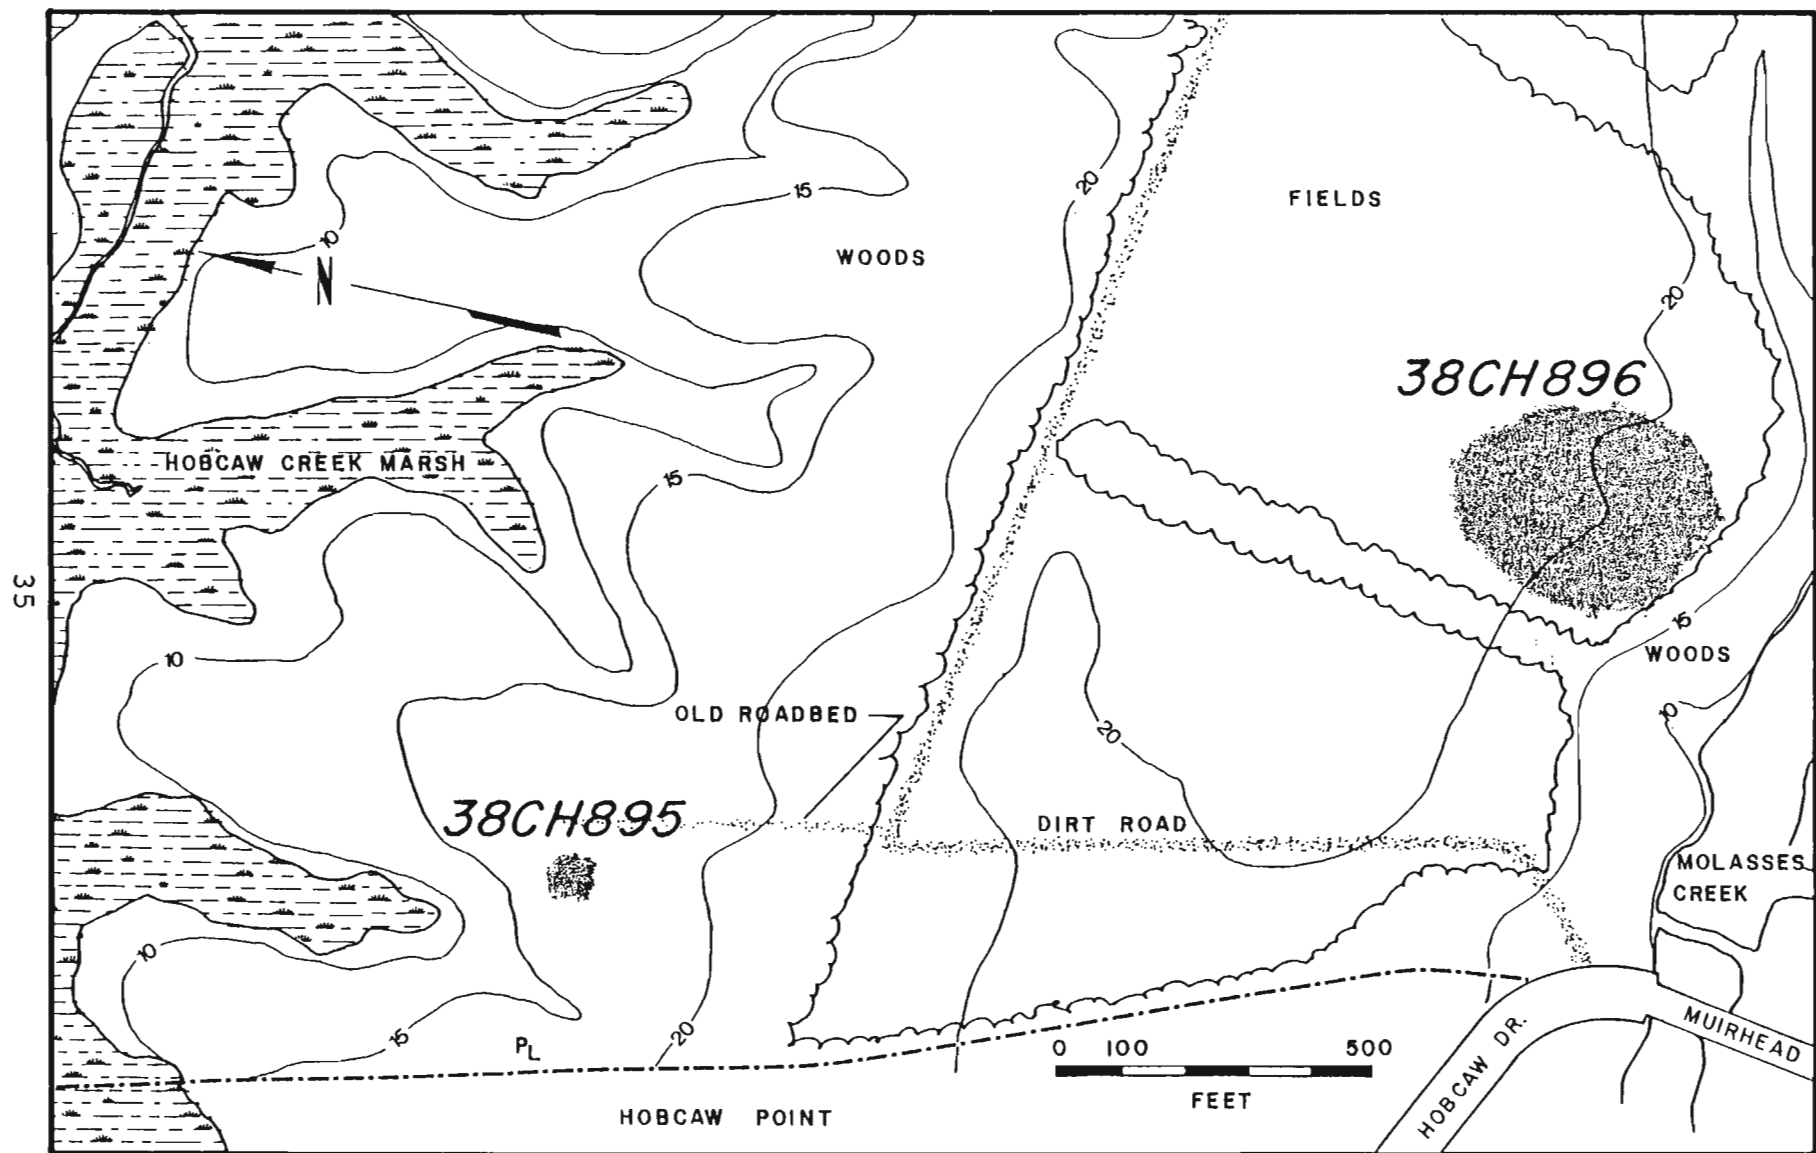 15
20
FIELDS
10
WOODS
N
20
38CH896
HOBCAW CREEK MARSH
15
35
15
10
WOODS
OLD ROADBED
10
20
38CH895
DIRT ROAD
MOLASSES
CREEK
10
15
20
PL
0 100 500
FEET
HOBCAW DR.
MUIRHEAD
HOBCAW POINT